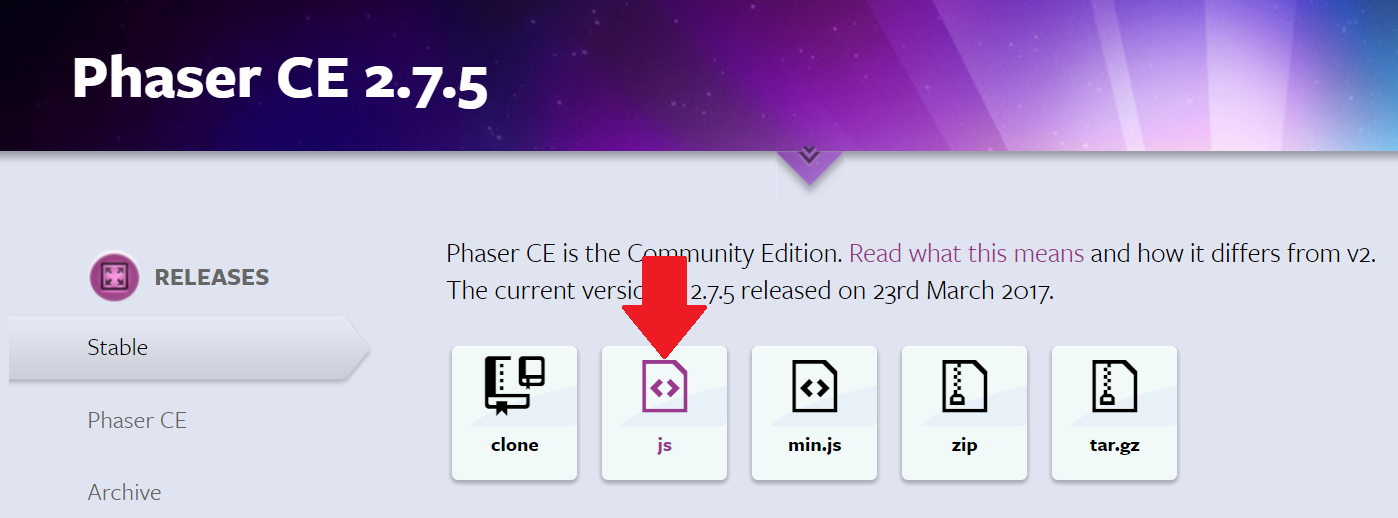 Phaser CE 2.7.5
RELEASES
Stable
Phaser CE
Archive
Phaser CE is the Community Edition. Read what this means and how it differs from v2.
The current versio 2.7.5 released on 23rd March 2017.
clone
js
min.js
zip
tar.gz